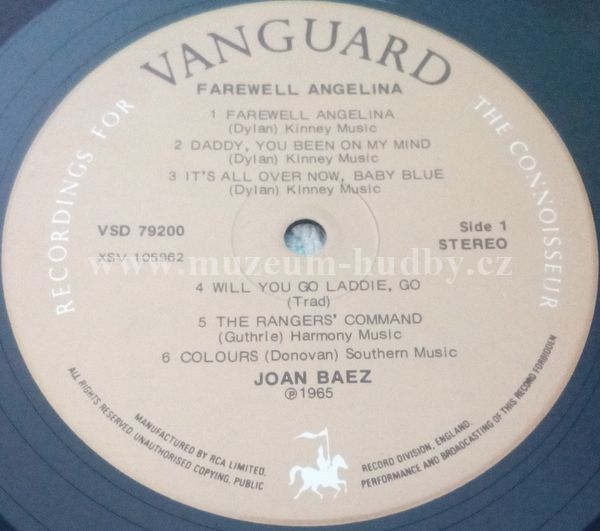 VANGUARD
RECORDINGS FOR
THE CONNOISSEUR
FAREWELL ANGELINA
1 FAREWELL ANGELINA
(Dylan) Kinney Music
2 DADDY, YOU BEEN ON MY MIND
(Dylan) Kinney Music
3 IT'S ALL OVER NOW, BABY BLUE
(Dylan) Kinney Music
VSD 79200
XSV 105962
Side 1
STEREO
www.muzeum-hudby.cz
4 WILL YOU GO LADDIE, GO
(Trad)
5 THE RANGERS' COMMAND
(Guthrie) Harmony Music
6 COLOURS (Donovan) Southern Music
JOAN BAEZ
Ⓟ1965
MANUFACTURED BY RCA LIMITED,
RECORD DIVISION, ENGLAND.
ALL RIGHTS RESERVED UNAUTHORISED COPYING, PUBLIC
PERFORMANCE AND BROADCASTING OF THIS RECORD FORBIDDEN